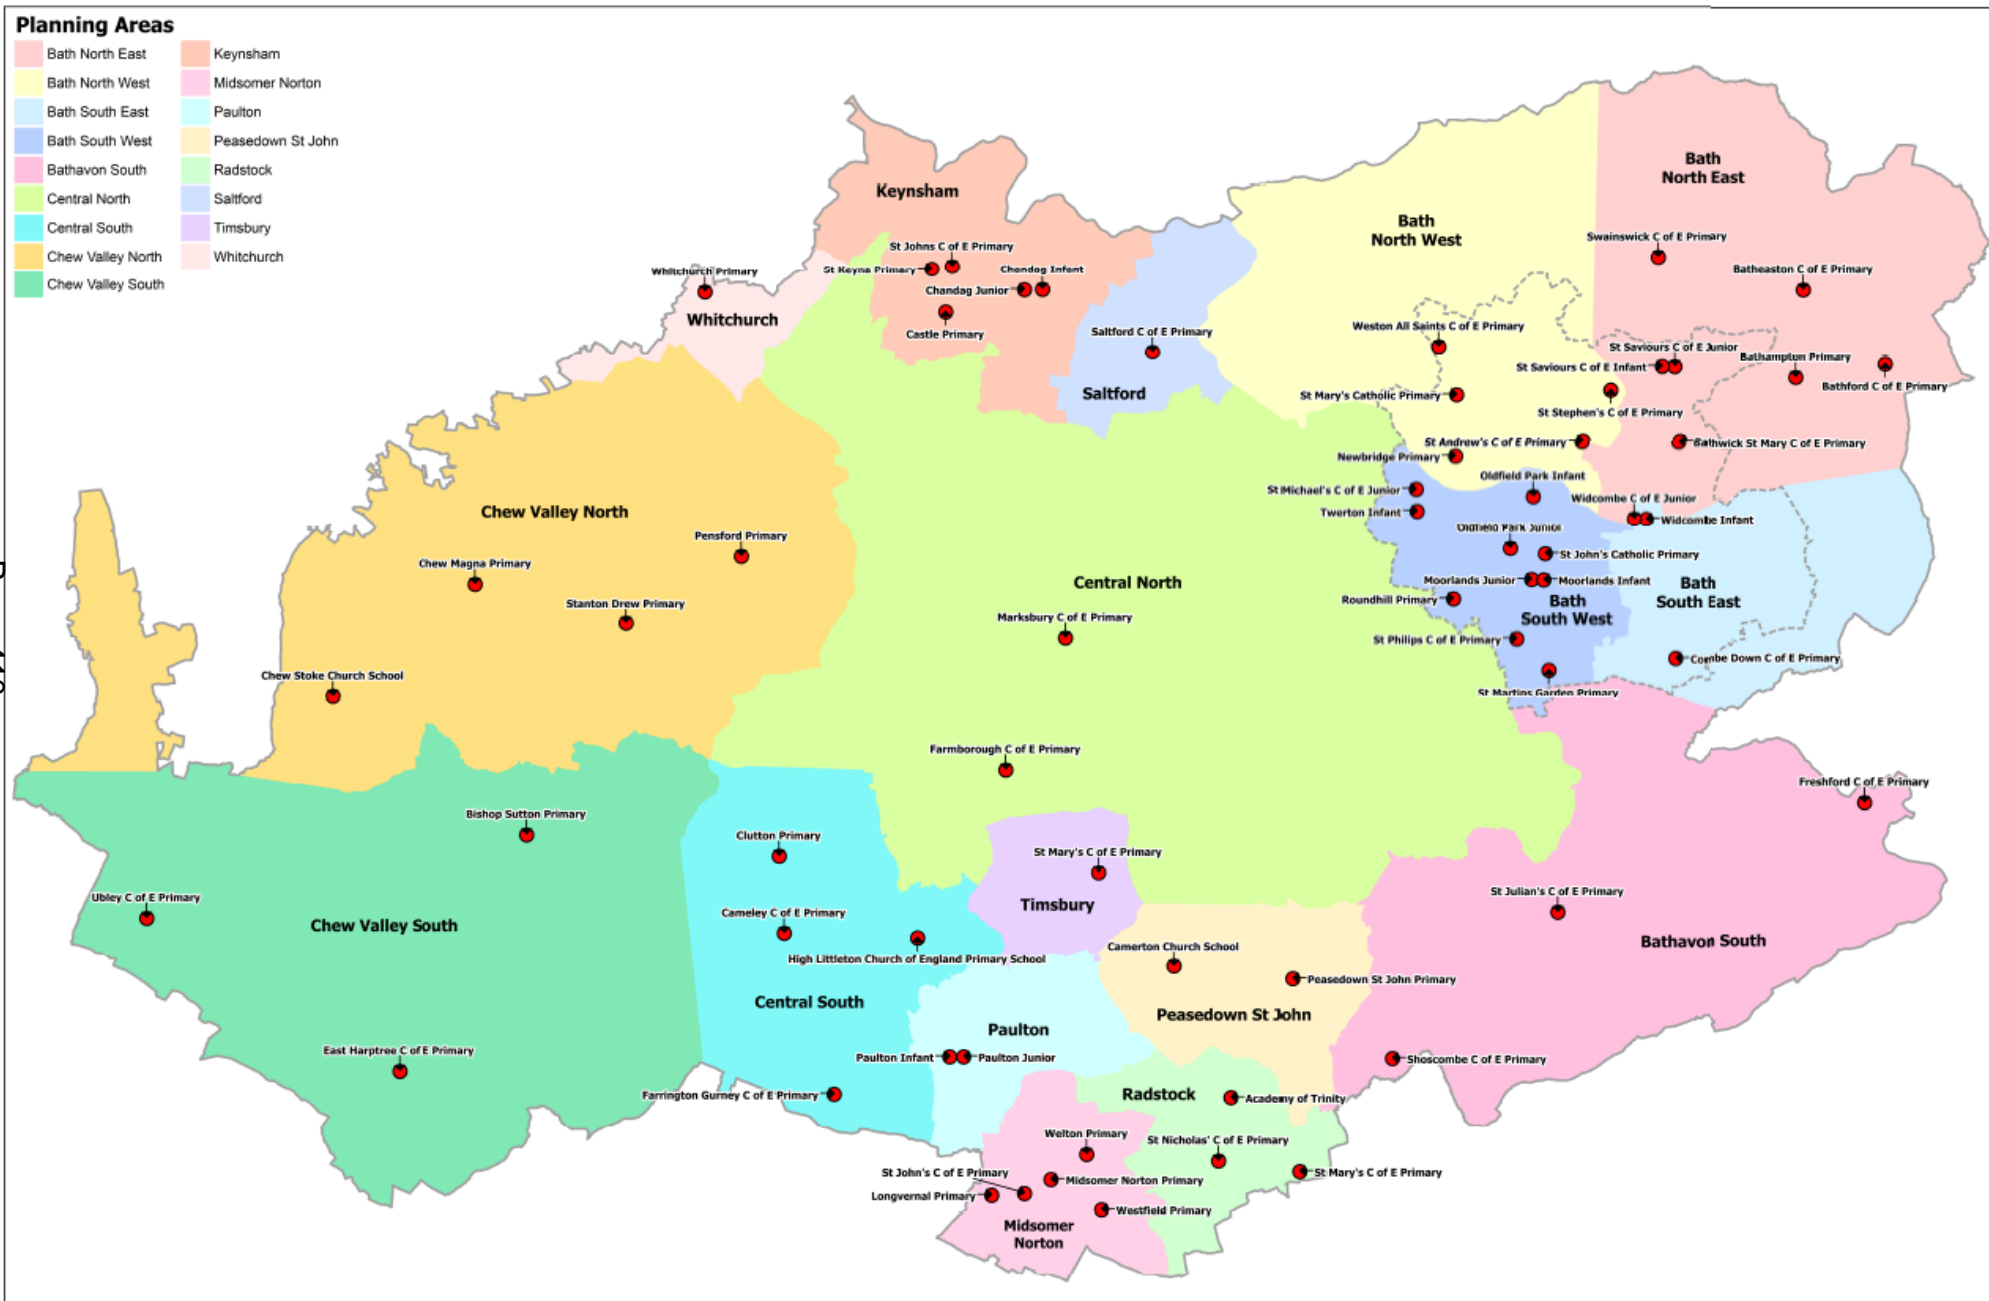 Planning Areas
Bath North East
Bath North West
Bath South East
Bath South West
Bathavon South
Central North
Central South
Chew Valley North
Chew Valley South
Keynsham
Midsomer Norton
Paulton
Peasedown St John
Radstock
Saltford
Timsbury
Whitchurch
Keynsham
St Johns C of E Primary
St Keyna Primary
Chandag Infant
Chandag Junior
Castle Primary
Whitchurch Primary
Whitchurch
Saltford C of E Primary
Saltford
Bath
North West
Bath
North East
Swainswick C of E Primary
Batheaston C of E Primary
Weston All Saints C of E Primary
St Saviours C of E Junior
St Saviours C of E Infant
Bathampton Primary
Bathford C of E Primary
St Mary's Catholic Primary
St Stephen's C of E Primary
St Andrew's C of E Primary
Bathwick St Mary C of E Primary
Newbridge Primary
Oldfield Park Infant
St Michael's C of E Junior
Widcombe C of E Junior
Twerton Infant
Widcombe Infant
Oldfield Park Junior
St John's Catholic Primary
Moorlands Junior
Moorlands Infant
Roundhill Primary
Bath
South West
Bath
South East
St Philips C of E Primary
Combe Down C of E Primary
St Martins Garden Primary
Chew Valley North
Pensford Primary
Chew Magna Primary
Stanton Drew Primary
Chew Stoke Church School
Central North
Marksbury C of E Primary
Farmborough C of E Primary
Freshford C of E Primary
Bishop Sutton Primary
Clutton Primary
St Mary's C of E Primary
Timsbury
Ubley C of E Primary
Chew Valley South
Cameley C of E Primary
High Littleton Church of England Primary School
St Julian's C of E Primary
Bathavon South
Camerton Church School
Peasedown St John Primary
Peasedown St John
Central South
Paulton
Paulton Infant
Paulton Junior
East Harptree C of E Primary
Shoscombe C of E Primary
Farrington Gurney C of E Primary
Radstock
Academy of Trinity
Welton Primary
St Nicholas' C of E Primary
St John's C of E Primary
Midsomer Norton Primary
St Mary's C of E Primary
Longvernal Primary
Westfield Primary
Midsomer
Norton